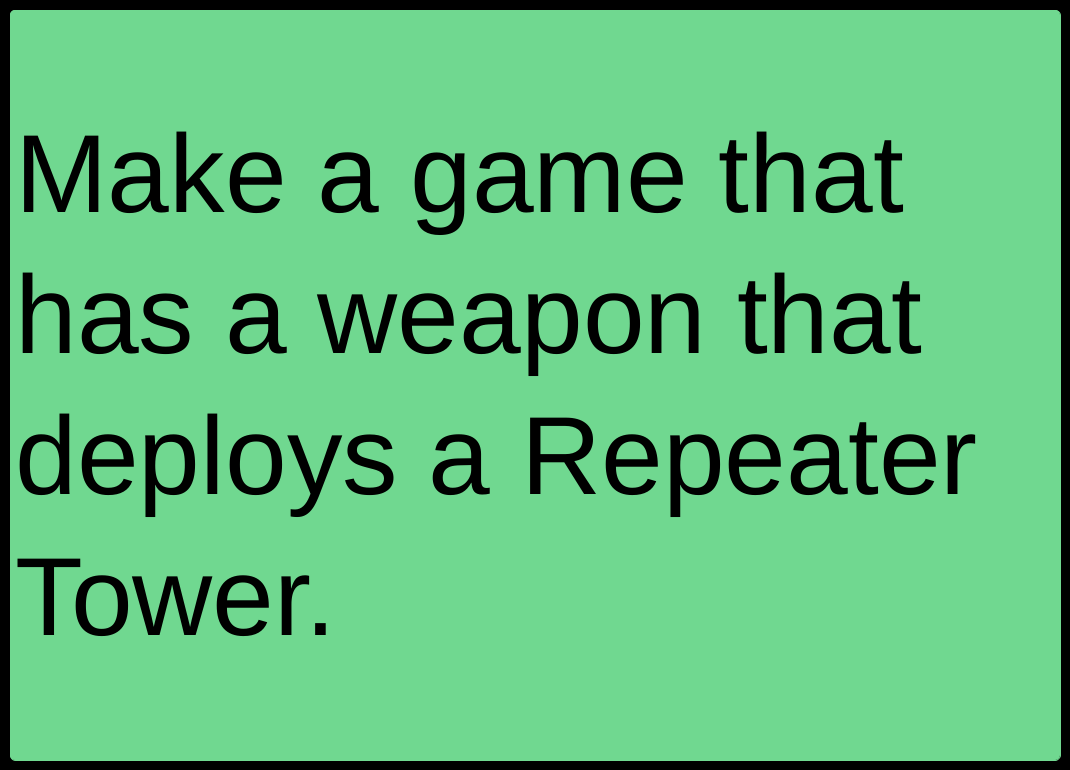 Make a game that
has a weapon that
deploys a Repeater
Tower.